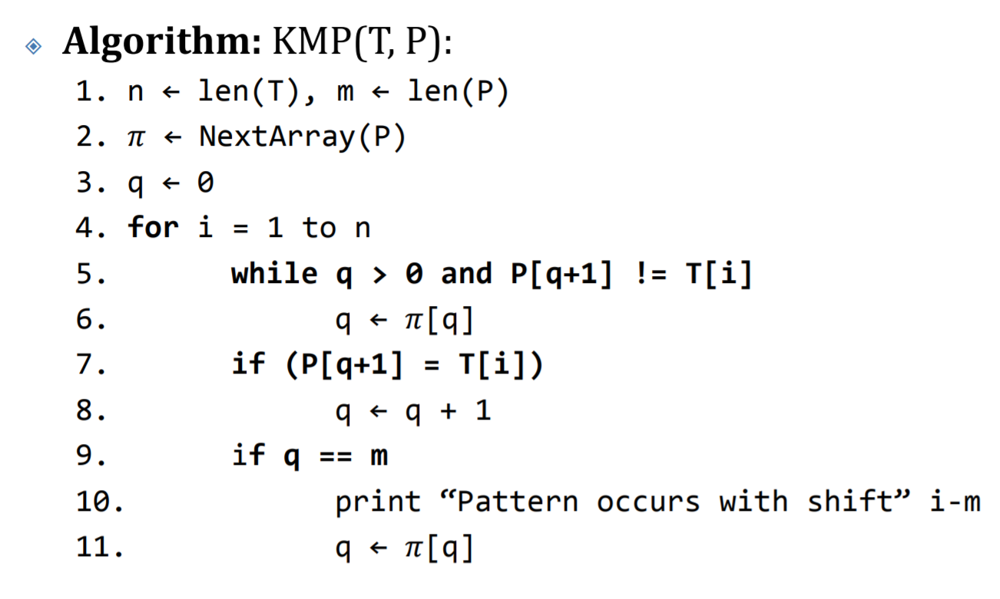 Algorithm: KMP(T, P):
1. n ← len(T), m ← len(P)
2. π ← NextArray(P)
3. q ← 0
4. for i = 1 to n
5. while q > 0 and P[q+1] != T[i]
6. q ← π[q]
7. if (P[q+1] = T[i])
8. q ← q + 1
9. if q == m
10. print “Pattern occurs with shift” i-m
11. q ← π[q]